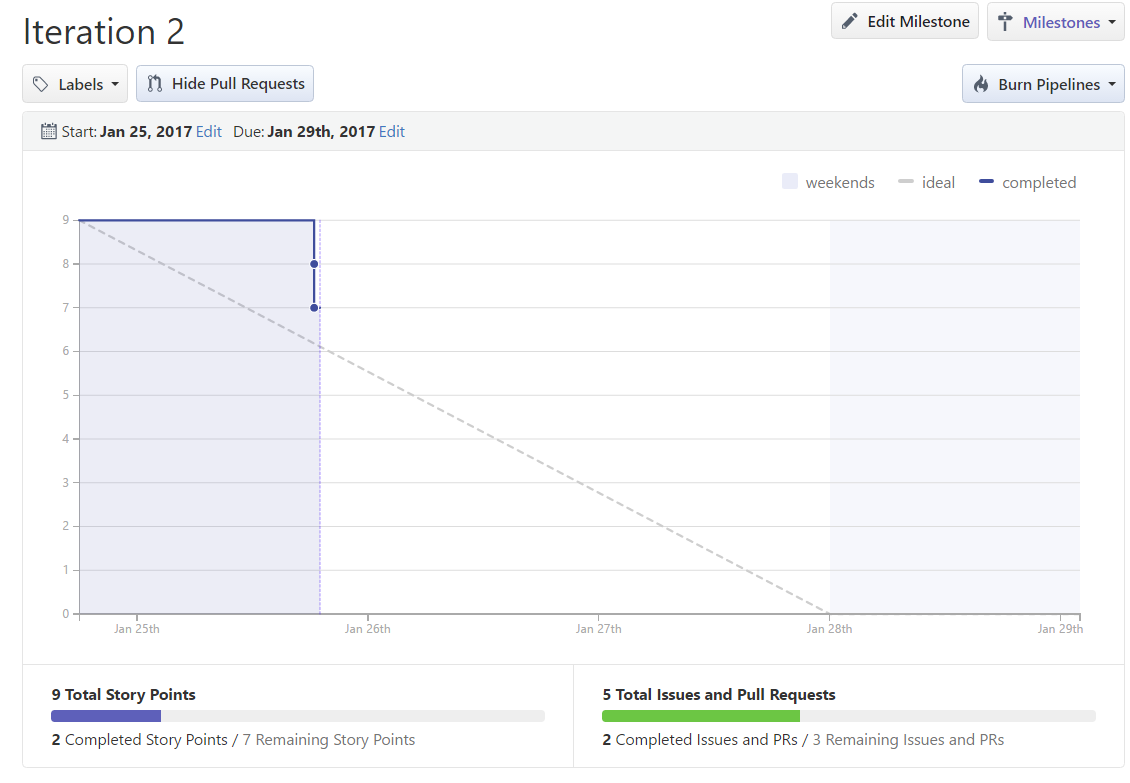 Iteration 2
Edit Milestone
Milestones
Labels
Hide Pull Requests
Burn Pipelines
Start: Jan 25, 2017 Edit Due: Jan 29th, 2017 Edit
weekends ideal completed
9
8
7
6
5
4
3
2
1
0
Jan 25th Jan 26th Jan 27th Jan 28th Jan 29th
9 Total Story Points
2 Completed Story Points / 7 Remaining Story Points
5 Total Issues and Pull Requests
2 Completed Issues and PRs / 3 Remaining Issues and PRs